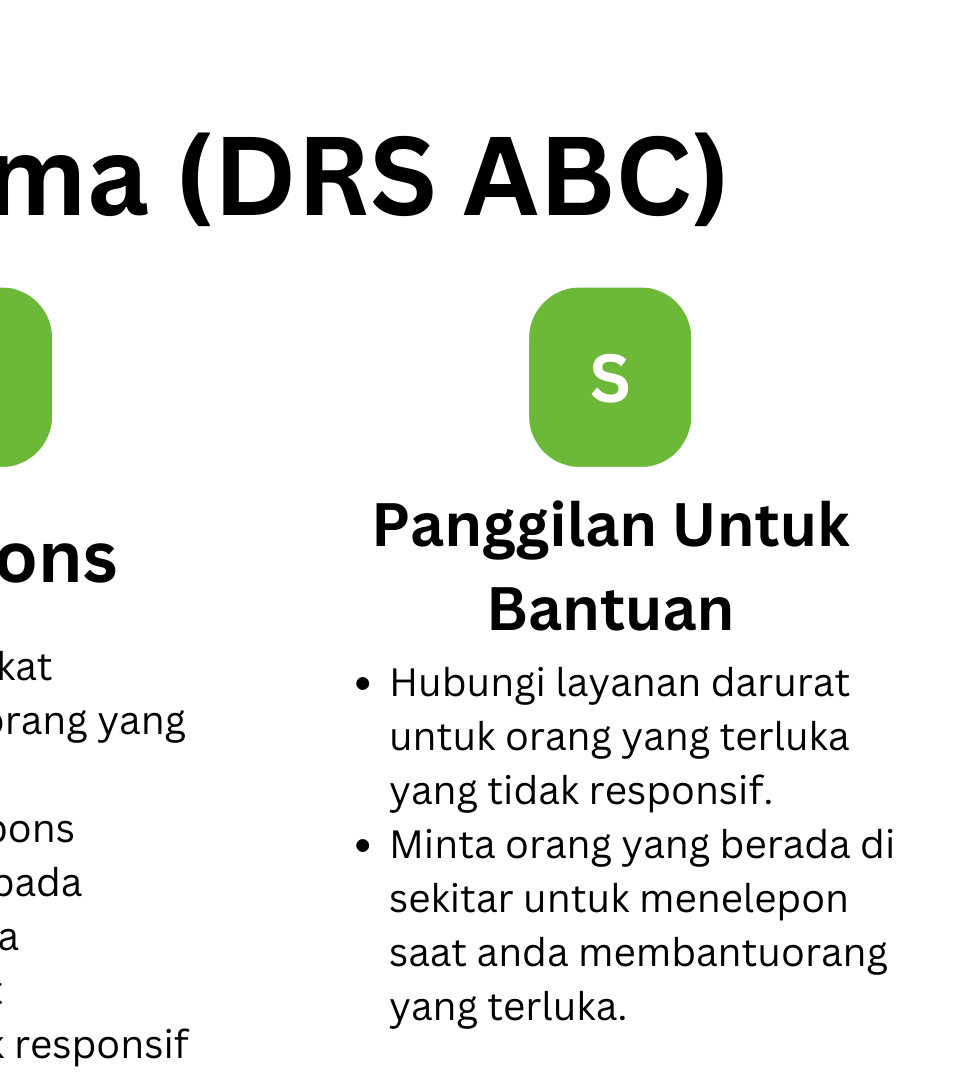 ma (DRS ABC)
ons
kat
orang yang
pons
pada
a
responsif
S
Panggilan Untuk
Bantuan
• Hubungi layanan darurat
untuk orang yang terluka
yang tidak responsif.
• Minta orang yang berada di
sekitar untuk menelepon
saat anda membantuorang
yang terluka.